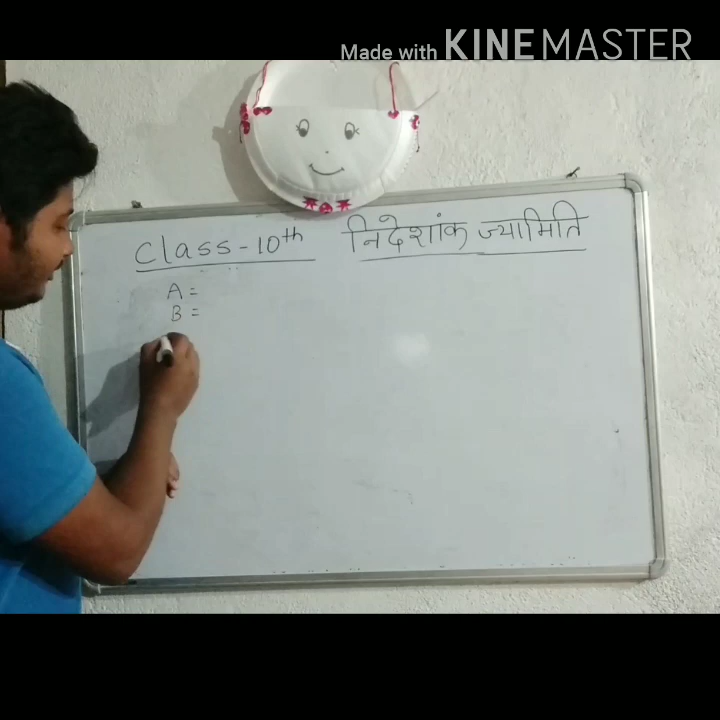 Made with KINEMASTER
Class-10th निदेशांक ज्यामिति
A =
B =